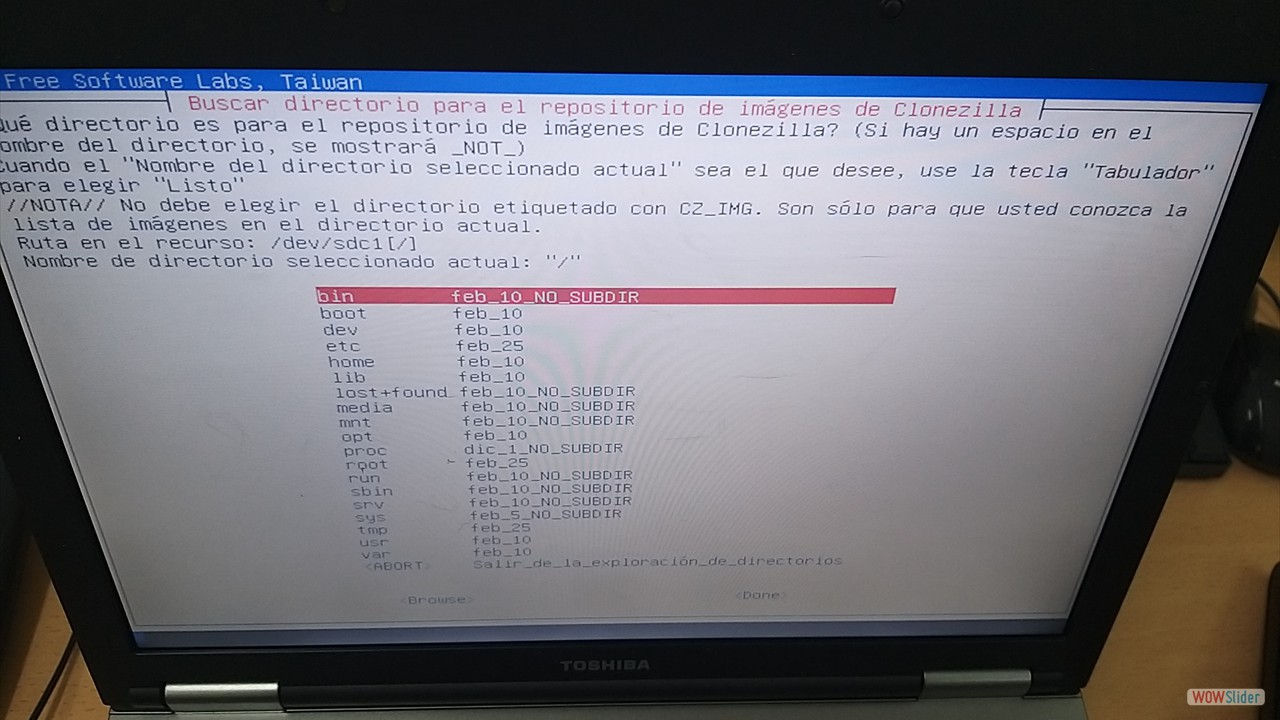 Free Software Labs, Taiwan
Buscar directorio para el repositorio de imágenes de Clonezilla
Qué directorio es para el repositorio de imágenes de Clonezilla? (Si hay un espacio en el
ombre del directorio, se mostrará _NOT_)
Cuando el "Nombre del directorio seleccionado actual" sea el que desee, use la tecla "Tabulador"
para elegir "Listo"
//NOTA// No debe elegir el directorio etiquetado con CZ_IMG. Son sólo para que usted conozca la
lista de imágenes en el directorio actual.
Ruta en el recurso: /dev/sdc1[/]
Nombre de directorio seleccionado actual: "/"
bin feb_10_NO_SUBDIR
boot feb_10
dev feb_10
etc feb_25
home feb_10
lib feb_10
lost+found feb_10_NO_SUBDIR
media feb_10_NO_SUBDIR
mnt feb_10_NO_SUBDIR
opt feb_10
proc dic_1_NO_SUBDIR
root feb_25
run feb_10_NO_SUBDIR
sbin feb_10_NO_SUBDIR
srv feb_10_NO_SUBDIR
sys feb_5_NO_SUBDIR
tmp feb_25
usr feb_10
var feb_10
<ABORT> Salir_de_la_exploración_de_directorios
<Browse> <Done>
TOSHIBA
WOWSlider